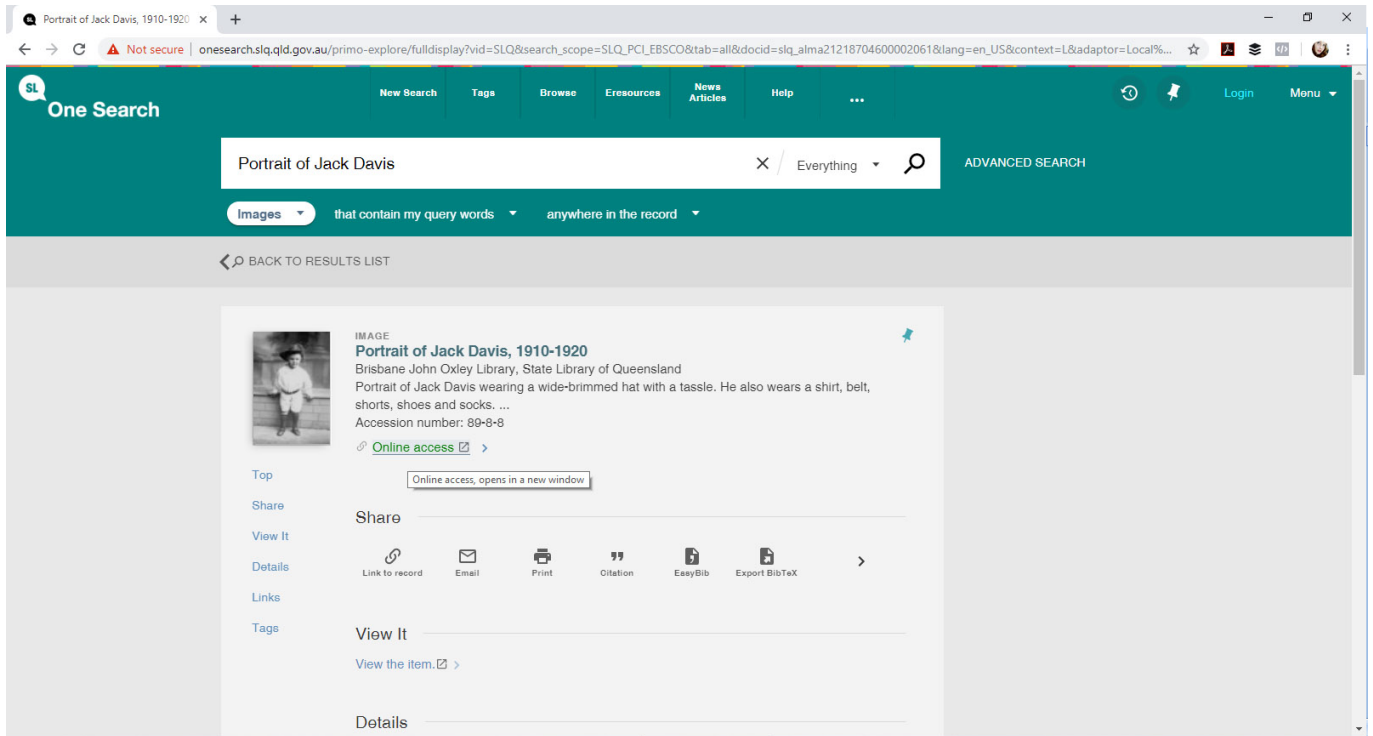 Portrait of Jack Davis, 1910-1920
Not secure
onesearch.slq.qld.gov.au/primo-explore/fulldisplay?vid=SLQ&search_scope=SLQ_PCI_EBSCO&tab=all&docid=slq_alma21218704600002061&lang=en_US&context=L&adaptor=Local%...
SL
One Search
New Search
Tags
Browse
Eresources
News
Articles
Help
...
Login
Menu
Portrait of Jack Davis
Everything
ADVANCED SEARCH
Images
that contain my query words
anywhere in the record
BACK TO RESULTS LIST
IMAGE
Portrait of Jack Davis, 1910-1920
Brisbane John Oxley Library, State Library of Queensland
Portrait of Jack Davis wearing a wide-brimmed hat with a tassle. He also wears a shirt, belt,
shorts, shoes and socks. ...
Accession number: 89-8-8
Online access
Online access, opens in a new window
Top
Share
View It
Details
Links
Tags
Share
Link to record
Email
Print
Citation
EasyBib
Export BibTeX
View It
View the item.
Details